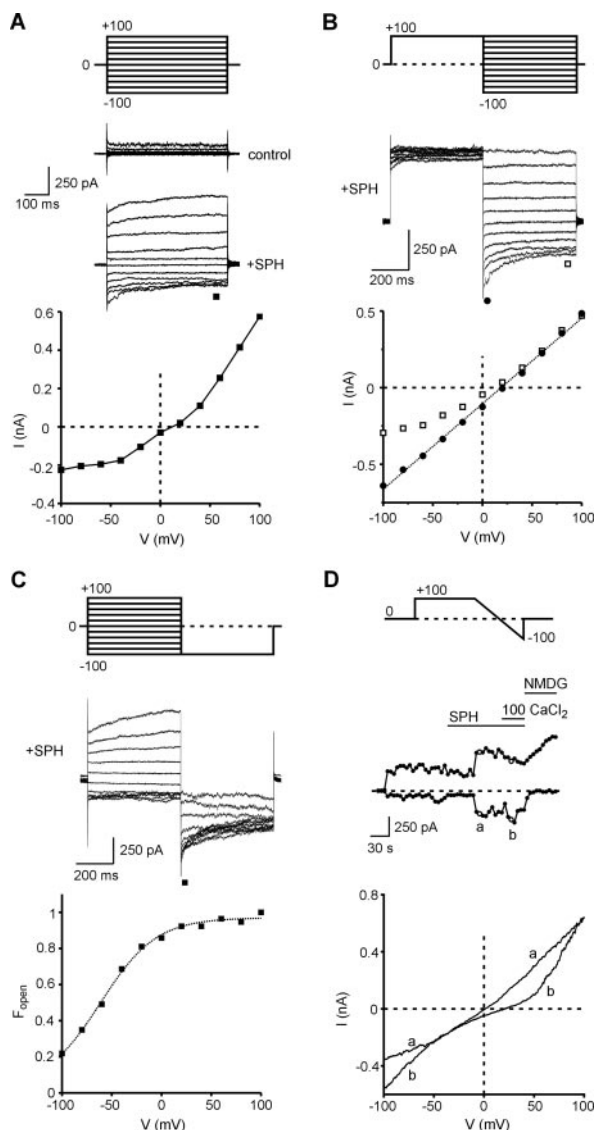 A
+100
0
-100
control
250 pA
100 ms
+SPH
0.6
0.4
0.2
0
-0.2
-0.4
I (nA)
-100
-50
0
50
100
V (mV)
B
+100
0
-100
+SPH
250 pA
200 ms
0.5
0
-0.5
I (nA)
-100
-50
0
50
100
V (mV)
C
+100
0
-100
+SPH
250 pA
200 ms
1
0.8
0.6
0.4
0.2
0
Fopen
-100
-50
0
50
100
V (mV)
D
0
+100
-100
NMDG
SPH
100 CaCl2
a
b
250 pA
30 s
0.8
0.4
0
-0.4
I (nA)
a
b
a
b
-100
-50
0
50
100
V (mV)